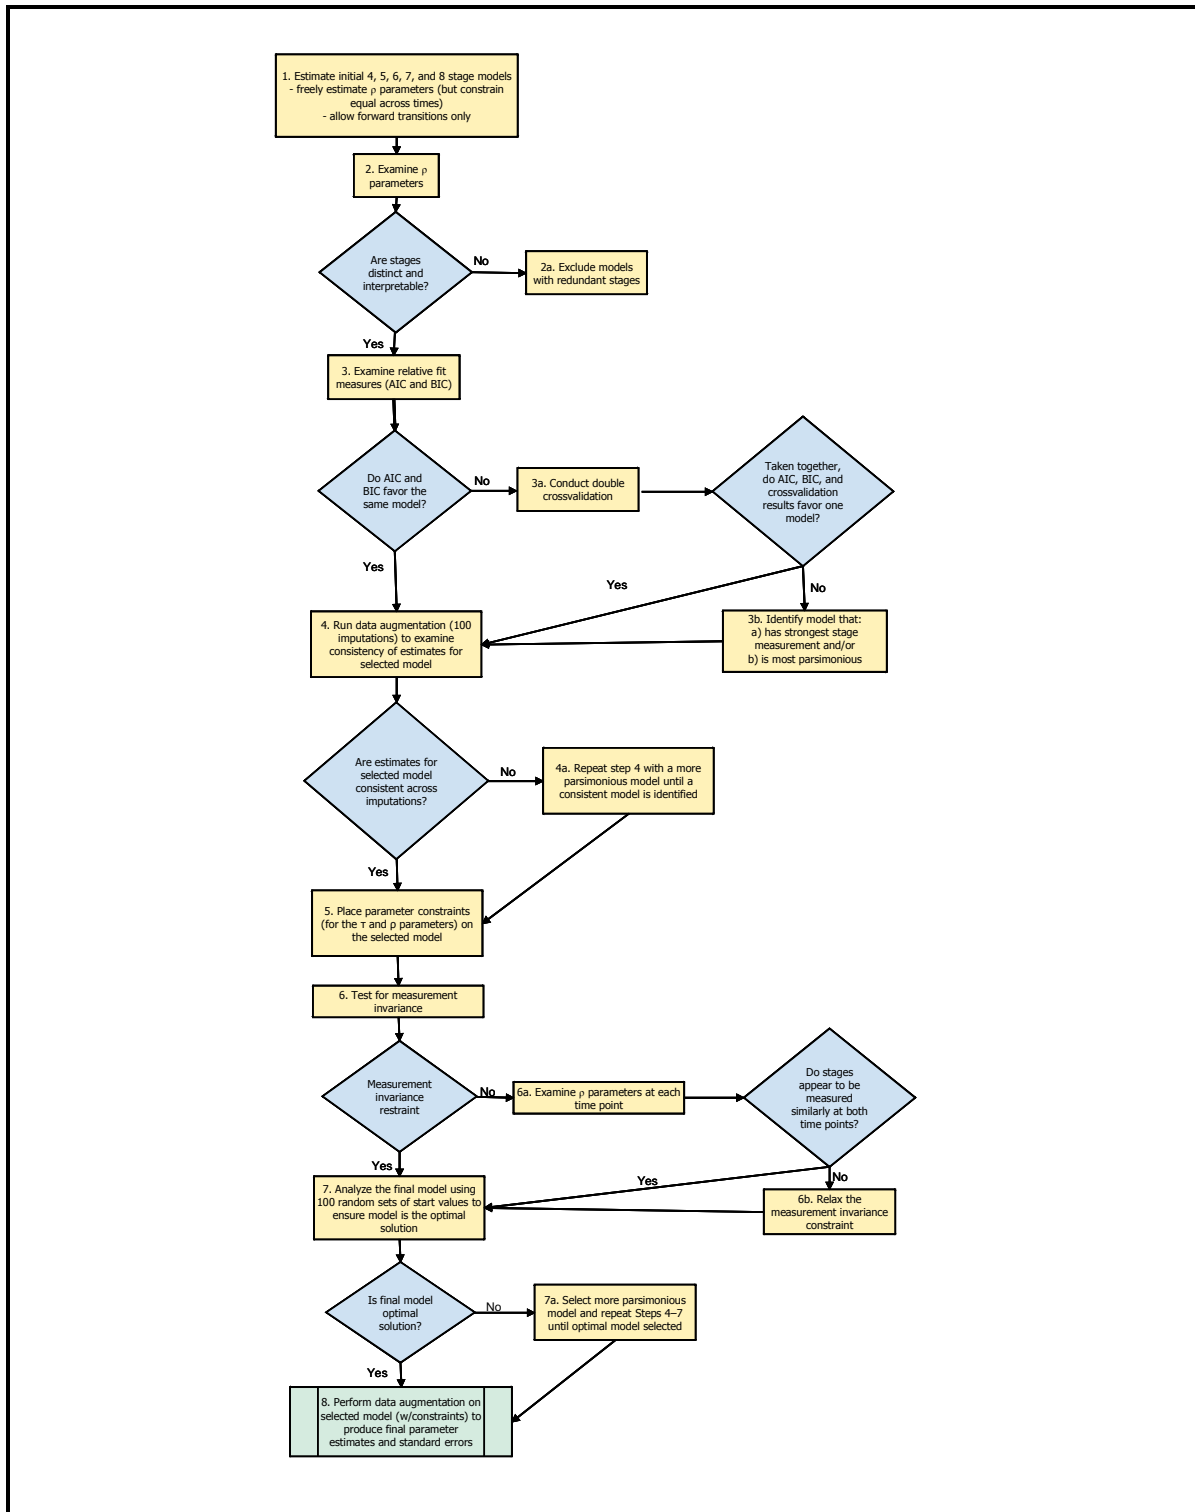 1. Estimate initial 4, 5, 6, 7, and 8 stage models
- freely estimate ρ parameters (but constrain
equal across times)
- allow forward transitions only
2. Examine ρ
parameters
Are stages
distinct and
interpretable?
No
2a. Exclude models
with redundant stages
Yes
3. Examine relative fit
measures (AIC and BIC)
Do AIC and
BIC favor the
same model?
No
3a. Conduct double
crossvalidation
Taken together,
do AIC, BIC, and
crossvalidation
results favor one
model?
Yes
Yes
No
4. Run data augmentation (100
imputations) to examine
consistency of estimates for
selected model
3b. Identify model that:
a) has strongest stage
measurement and/or
b) is most parsimonious
Are estimates for
selected model
consistent across
imputations?
No
4a. Repeat step 4 with a more
parsimonious model until a
consistent model is identified
Yes
5. Place parameter constraints
(for the τ and ρ parameters) on
the selected model
6. Test for measurement
invariance
Measurement
invariance
restraint
No
6a. Examine ρ parameters at each
time point
Do stages
appear to be
measured
similarly at both
time points?
Yes
Yes
No
7. Analyze the final model using
100 random sets of start values to
ensure model is the optimal
solution
6b. Relax the
measurement invariance
constraint
Is final model
optimal
solution?
No
7a. Select more parsimonious
model and repeat Steps 4–7
until optimal model selected
Yes
8. Perform data augmentation on
selected model (w/constraints) to
produce final parameter
estimates and standard errors